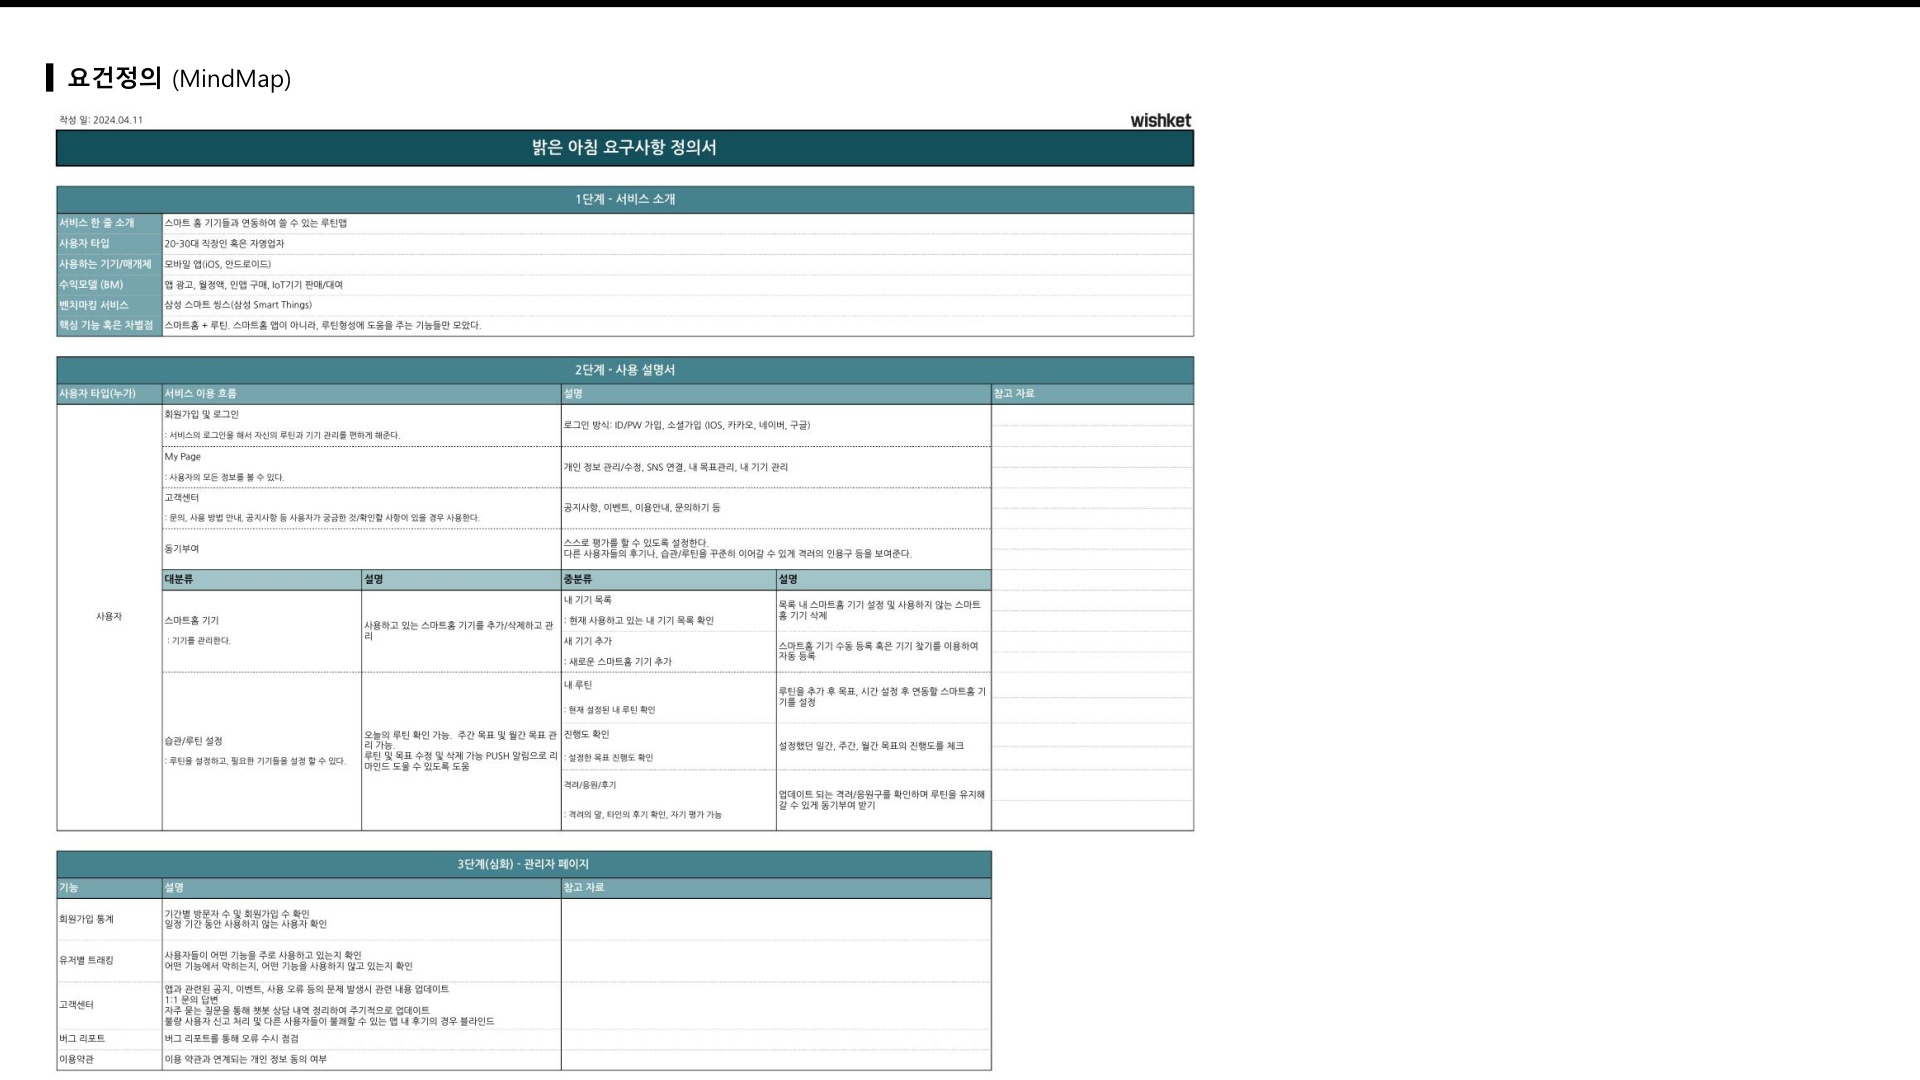 요건정의 (MindMap)
작성 일: 2024.04.11
wishket
밝은 아침 요구사항 정의서
1단계 - 서비스 소개
서비스 한 줄 소개 스마트 홈 기기들과 연동하여 쓸 수 있는 루틴앱
사용자 타입 20-30대 직장인 혹은 자영업자
사용하는 기기/매개체 모바일 앱(iOS, 안드로이드)
수익모델 (BM) 앱 광고, 월정액, 인앱 구매, IoT기기 판매/대여
벤치마킹 서비스 삼성 스마트 씽스(삼성 Smart Things)
핵심 기능 혹은 차별점 스마트홈 + 루틴. 스마트홈 앱이 아니라, 루틴형성에 도움을 주는 기능들만 모았다.
2단계 - 사용 설명서
사용자 타입(누가) 서비스 이용 흐름 설명 참고 자료
사용자
회원가입 및 로그인
: 서비스의 로그인을 해서 자신의 루틴과 기기 관리를 편하게 해준다.
로그인 방식: ID/PW 가입, 소셜가입 (IOS, 카카오, 네이버, 구글)
My Page
: 사용자의 모든 정보를 볼 수 있다.
개인 정보 관리/수정, SNS 연결, 내 목표관리, 내 기기 관리
고객센터
: 문의, 사용 방법 안내, 공지사항 등 사용자가 궁금한 것/확인할 사항이 있을 경우 사용한다.
공지사항, 이벤트, 이용안내, 문의하기 등
동기부여
스스로 평가를 할 수 있도록 설정한다.
다른 사용자들의 후기나, 습관/루틴을 꾸준히 이어갈 수 있게 격려의 인용구 등을 보여준다.
대분류 설명 중분류 설명
스마트홈 기기
: 기기를 관리한다.
사용하고 있는 스마트홈 기기를 추가/삭제하고 관
리
내 기기 목록
: 현재 사용하고 있는 내 기기 목록 확인
목록 내 스마트홈 기기 설정 및 사용하지 않는 스마트
홈 기기 삭제
새 기기 추가
: 새로운 스마트홈 기기 추가
스마트홈 기기 수동 등록 혹은 기기 찾기를 이용하여
자동 등록
습관/루틴 설정
: 루틴을 설정하고, 필요한 기기들을 설정 할 수 있다.
오늘의 루틴 확인 가능. 주간 목표 및 월간 목표 관
리 가능.
루틴 및 목표 수정 및 삭제 가능 PUSH 알림으로 리
마인드 도울 수 있도록 도움
내 루틴
: 현재 설정된 내 루틴 확인
루틴을 추가 후 목표, 시간 설정 후 연동할 스마트홈 기
기를 설정
진행도 확인
: 설정한 목표 진행도 확인
설정했던 일간, 주간, 월간 목표의 진행도를 체크
격려/응원/후기
: 격려의 말, 타인의 후기 확인, 자기 평가 가능
업데이트 되는 격려/응원구를 확인하며 루틴을 유지해
갈 수 있게 동기부여 받기
3단계(심화) - 관리자 페이지
기능 설명 참고 자료
회원가입 통계
기간별 방문자 수 및 회원가입 수 확인
일정 기간 동안 사용하지 않는 사용자 확인
유저별 트래킹
사용자들이 어떤 기능을 주로 사용하고 있는지 확인
어떤 기능에서 막히는지, 어떤 기능을 사용하지 않고 있는지 확인
고객센터
앱과 관련된 공지, 이벤트, 사용 오류 등의 문제 발생시 관련 내용 업데이트
1:1 문의 답변
자주 묻는 질문을 통해 챗봇 상담 내역 정리하여 주기적으로 업데이트
불량 사용자 신고 처리 및 다른 사용자들이 불쾌할 수 있는 앱 내 후기의 경우 블라인드
버그 리포트 버그 리포트를 통해 오류 수시 점검
이용약관 이용 약관과 연계되는 개인 정보 동의 여부